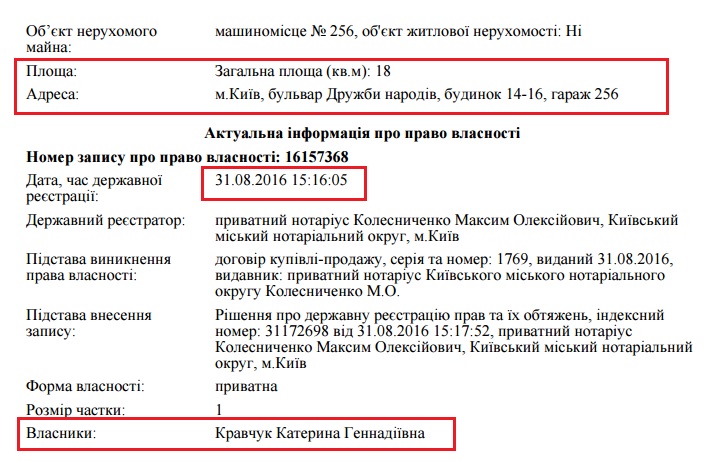 Об’єкт нерухомого машиномісце № 256, об'єкт житлової нерухомості: Ні
майна:
Площа: Загальна площа (кв.м): 18
Адреса: м.Київ, бульвар Дружби народів, будинок 14-16, гараж 256
Актуальна інформація про право власності
Номер запису про право власності: 16157368
Дата, час державної 31.08.2016 15:16:05
реєстрації:
Державний реєстратор: приватний нотаріус Колесниченко Максим Олексійович, Київський
міський нотаріальний округ, м.Київ
Підстава виникнення договір купівлі-продажу, серія та номер: 1769, виданий 31.08.2016,
права власності: видавник: приватний нотаріус Київського міського нотаріального
округу Колесниченко М.О.
Підстава внесення Рішення про державну реєстрацію прав та їх обтяжень, індексний
запису: номер: 31172698 від 31.08.2016 15:17:52, приватний нотаріус
Колесниченко Максим Олексійович, Київський міський нотаріальний
округ, м.Київ
Форма власності: приватна
Розмір частки: 1
Власники: Кравчук Катерина Геннадіївна